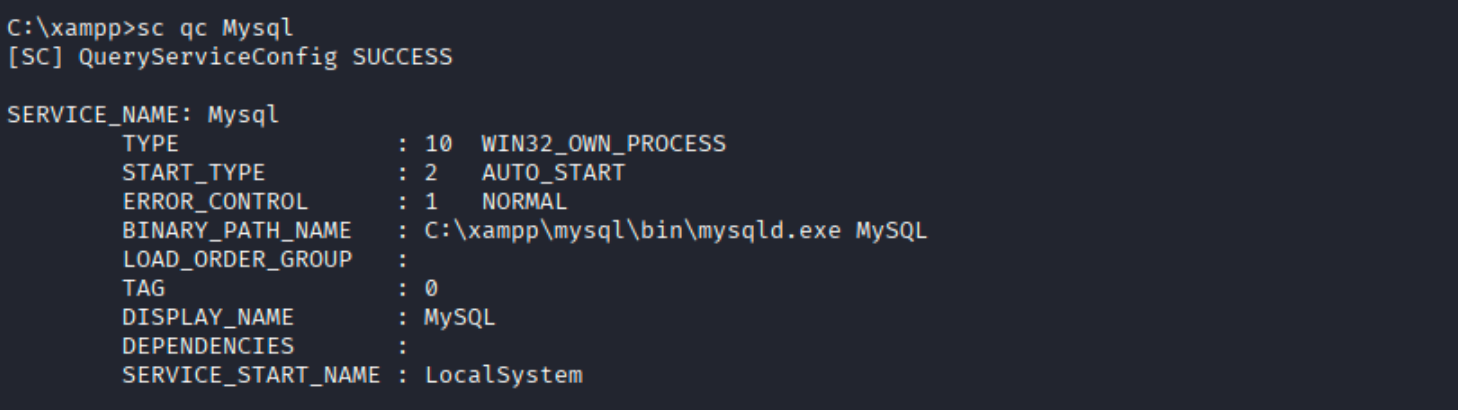 C:\xampp>sc qc Mysql
[SC] QueryServiceConfig SUCCESS
SERVICE_NAME: Mysql
TYPE : 10 WIN32_OWN_PROCESS
START_TYPE : 2 AUTO_START
ERROR_CONTROL : 1 NORMAL
BINARY_PATH_NAME : C:\xampp\mysql\bin\mysqld.exe MySQL
LOAD_ORDER_GROUP :
TAG : 0
DISPLAY_NAME : MySQL
DEPENDENCIES :
SERVICE_START_NAME : LocalSystem